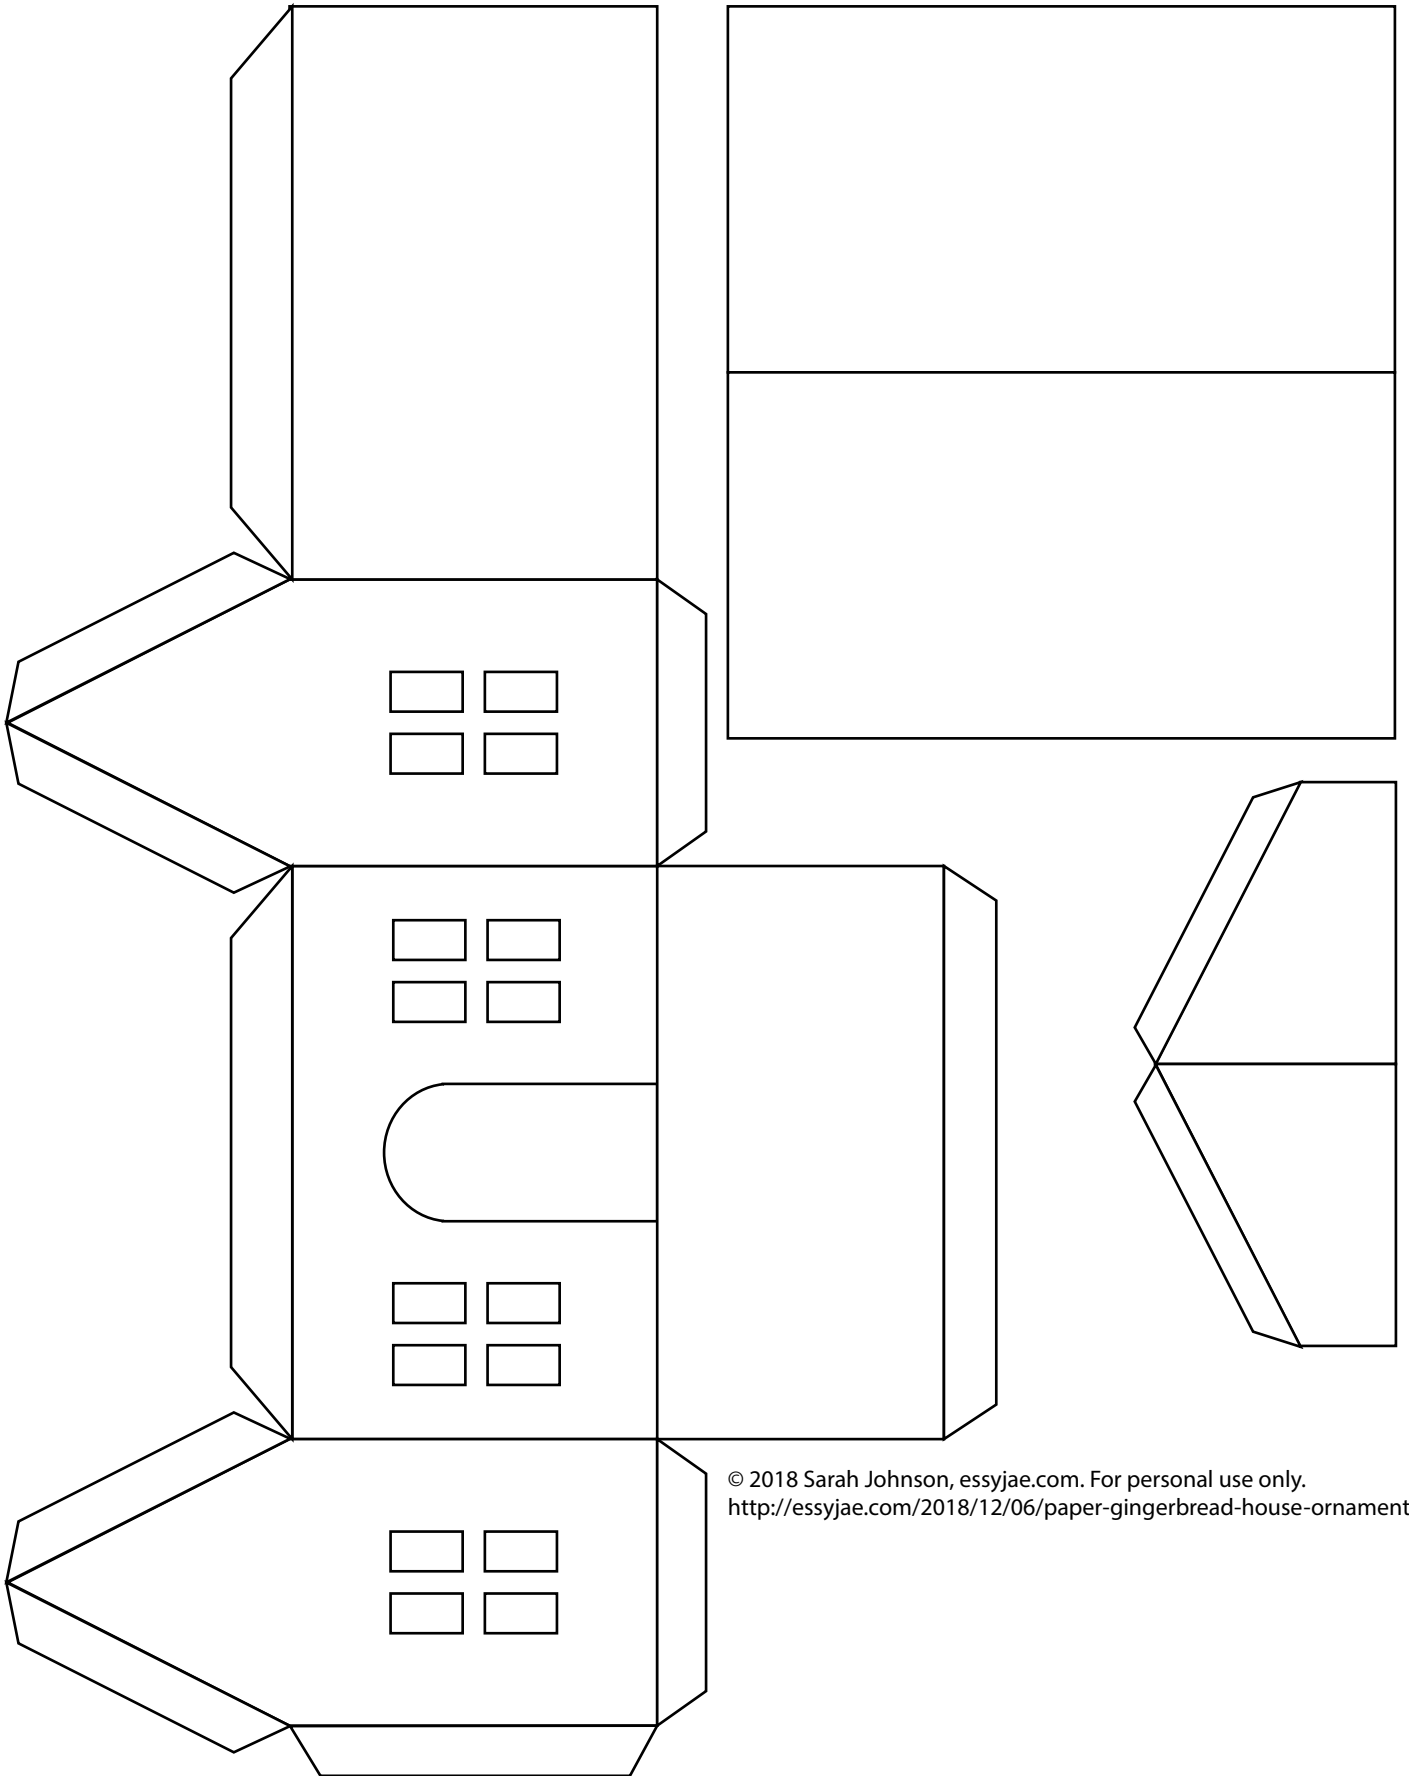 © 2018 Sarah Johnson, essyjae.com. For personal use only.
http://essyjae.com/2018/12/06/paper-gingerbread-house-ornament